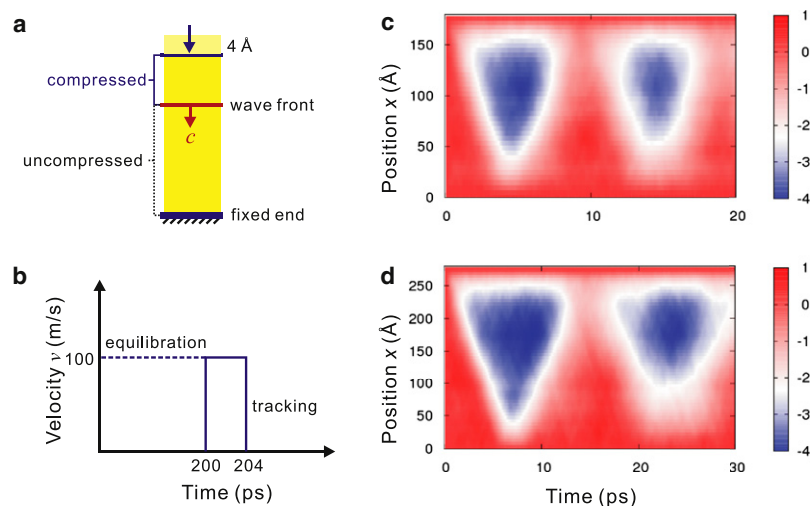 a
4 Å
compressed
wave front
c
uncompressed
fixed end
b
Velocity v (m/s)
equilibration
100
tracking
200 204
Time (ps)
c
Position x (Å)
150
100
50
0
0 10 20
1
0
-1
-2
-3
-4
d
Position x (Å)
250
200
150
100
50
0
0 10 20 30
Time (ps)
1
0
-1
-2
-3
-4